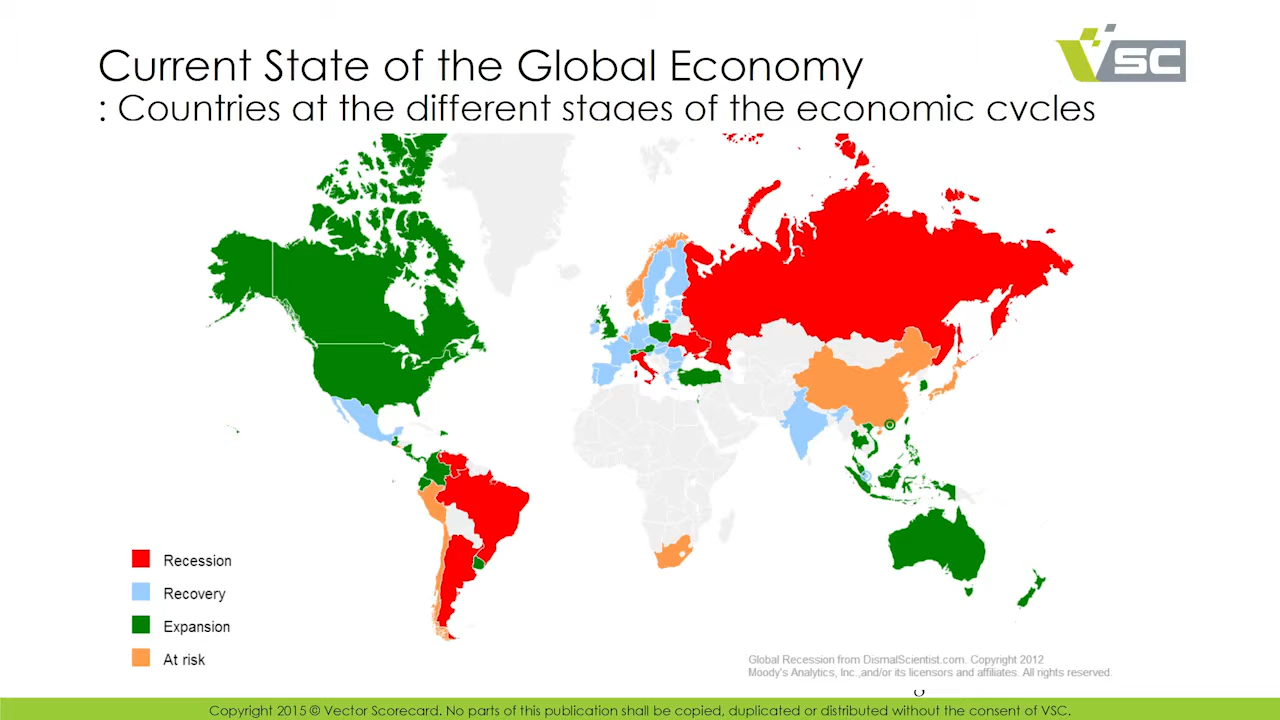 Current State of the Global Economy
: Countries at the different stages of the economic cycles
VSC
Recession
Recovery
Expansion
At risk
Global Recession from DismalScientist.com. Copyright 2012
Moody's Analytics, Inc.,and/or its licensors and affiliates. All rights reserved.
Copyright 2015 © Vector Scorecard. No parts of this publication shall be copied, duplicated or distributed without the consent of VSC.